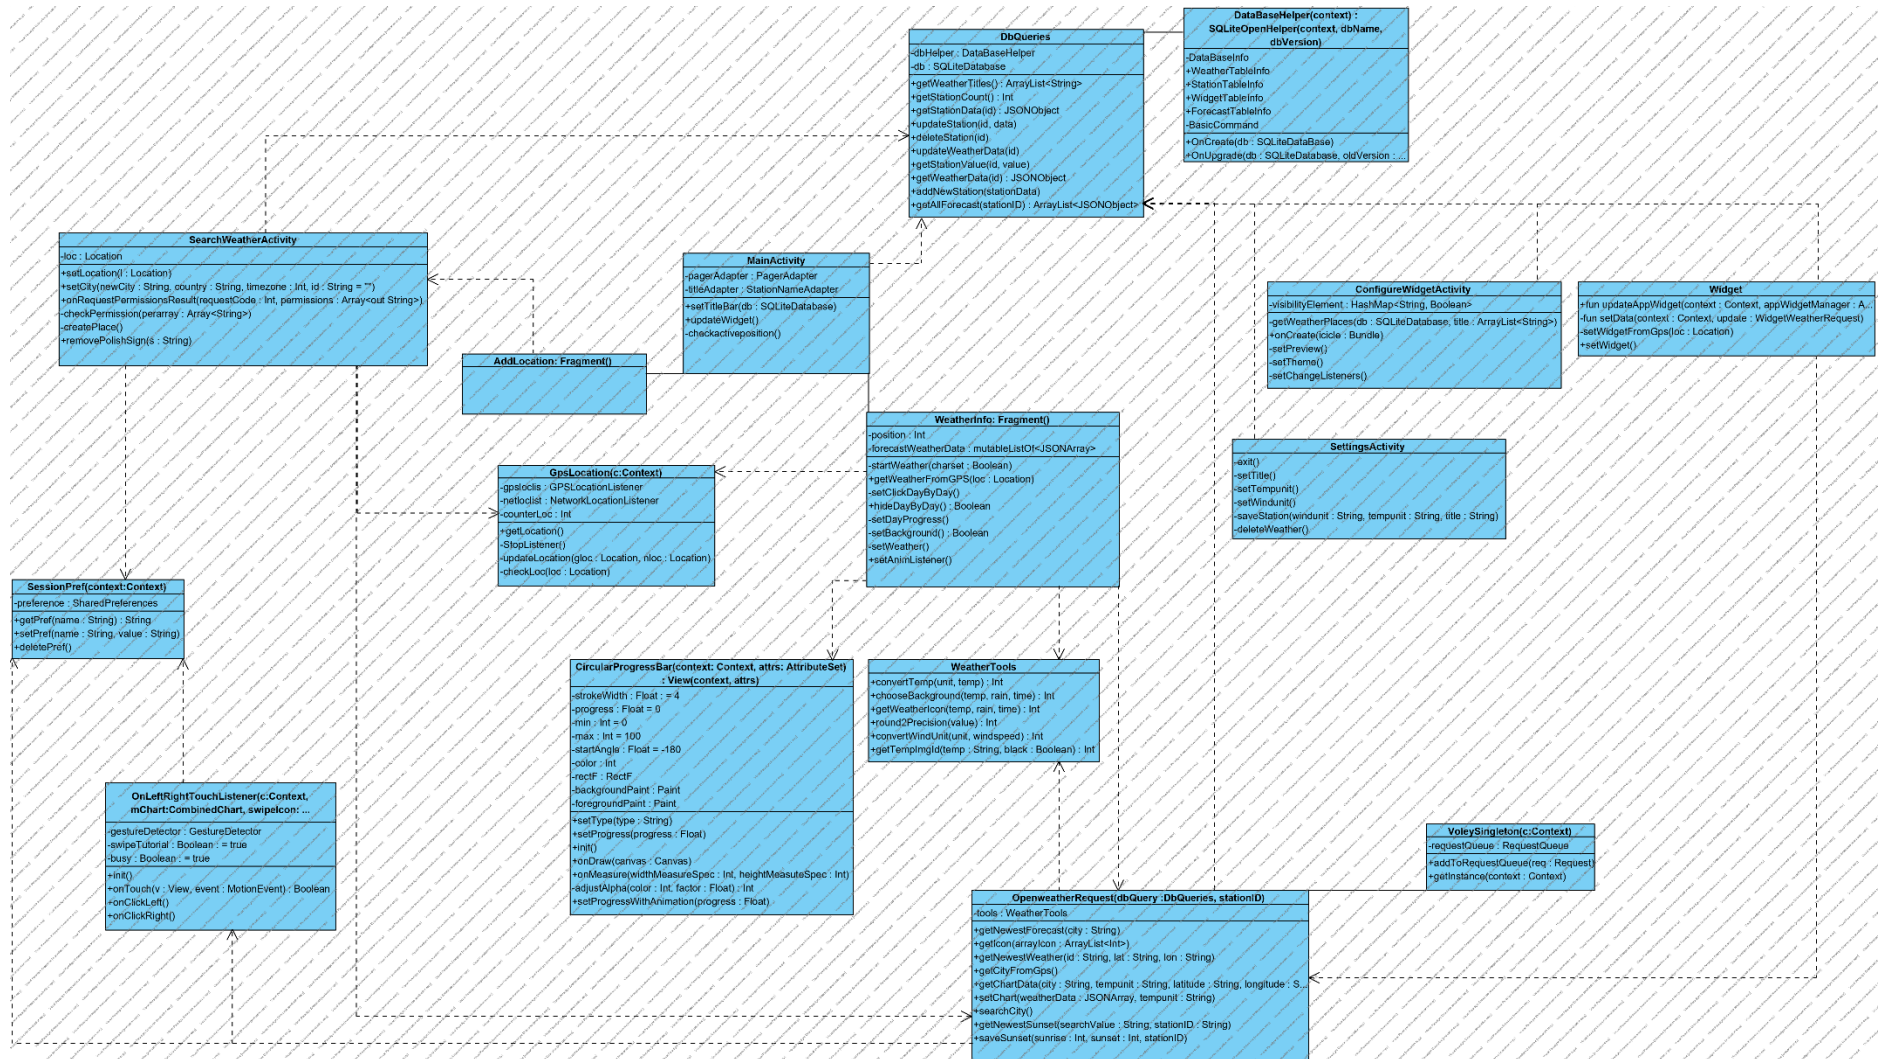 DataBaseHelper(context) :
SQLiteOpenHelper(context, dbName,
dbVersion)
-DataBaseInfo
+WeatherTableInfo
+StationTableInfo
+WidgetTableInfo
+ForecastTableInfo
-BasicCommand
+OnCreate(db : SQLiteDataBase)
+OnUpgrade(db : SQLiteDatabase, oldVersion : ...
DbQueries
-dbHelper : DataBaseHelper
-db : SQLiteDatabase
+getWeatherTitles() : ArrayList<String>
+getStationCount() : Int
+getStationData(id) : JSONObject
+updateStation(id, data)
+deleteStation(id)
+updateWeatherData(id)
+getStationValue(id, value)
+getWeatherData(id) : JSONObject
+addNewStation(stationData)
+getAllForecast(stationID) : ArrayList<JSONObject>
SearchWeatherActivity
-loc : Location
+setLocation(l : Location)
+setCity(newCity : String, country : String, timezone : Int, id : String = "")
+onRequestPermissionsResult(requestCode : Int, permissions : Array<out String>)
-checkPermission(perarray : Array<String>)
-createPlace()
+removePolishSign(s : String)
MainActivity
-pagerAdapter : PagerAdapter
-titleAdapter : StationNameAdapter
+setTitleBar(db : SQLiteDatabase)
+updateWidget()
-checkactiveposition()
ConfigureWidgetActivity
-visibilityElement : HashMap<String, Boolean>
-getWeatherPlaces(db : SQLiteDatabase, title : ArrayList<String>)
+onCreate(icicle : Bundle)
-setPreview()
-setTheme()
-setChangeListeners()
Widget
+fun updateAppWidget(context : Context, appWidgetManager : A...
-fun setData(context : Context, update : WidgetWeatherRequest)
-setWidgetFromGps(loc : Location)
+setWidget()
AddLocation: Fragment()
WeatherInfo: Fragment()
-position : Int
-forecastWeatherData : mutableListOf<JSONArray>
-startWeather(charset : Boolean)
+getWeatherFromGPS(loc : Location)
-setClickDayByDay()
+hideDayByDay() : Boolean
-setDayProgress()
-setBackground() : Boolean
-setWeather()
+setAnimListener()
SettingsActivity
-exit()
-setTitle()
-setTempunit()
-setWindunit()
-saveStation(windunit : String, tempunit : String, title : String)
-deleteWeather()
GpsLocation(c:Context)
-gpsloclis : GPSLocationListener
-netloclist : NetworkLocationListener
-counterLoc : Int
+getLocation()
-StopListener()
-updateLocation(gloc : Location, nloc : Location)
-checkLoc(loc : Location)
SessionPref(context:Context)
-preference : SharedPreferences
+getPref(name : String) : String
+setPref(name : String, value : String)
+deletePref()
CircularProgressBar(context: Context, attrs: AttributeSet)
: View(context, attrs)
-strokeWidth : Float : = 4
-progress : Float = 0
-min : Int = 0
-max : Int = 100
-startAngle : Float = -180
-color : Int
-rectF : RectF
-backgroundPaint : Paint
-foregroundPaint : Paint
+setType(type : String)
+setProgress(progress : Float)
+init()
+onDraw(canvas : Canvas)
+onMeasure(widthMeasureSpec : Int, heightMeasuteSpec : Int)
-adjustAlpha(color : Int, factor : Float) : Int
+setProgressWithAnimation(progress : Float)
WeatherTools
+convertTemp(unit, temp) : Int
+chooseBackground(temp, rain, time) : Int
+getWeatherIcon(temp, rain, time) : Int
+round2Precision(value) : Int
+convertWindUnit(unit, windspeed) : Int
+getTempImgId(temp : String, black : Boolean) : Int
OnLeftRightTouchListener(c:Context,
mChart:CombinedChart, swipeIcon: ...
-gestureDetector : GestureDetector
-swipeTutorial : Boolean : = true
-busy : Boolean : = true
+init()
+onTouch(v : View, event : MotionEvent) : Boolean
+onClickLeft()
+onClickRight()
VoleySingleton(c:Context)
-requestQueue : RequestQueue
+addToRequestQueue(req : Request)
+getInstance(context : Context)
OpenweatherRequest(dbQuery :DbQueries, stationID)
-tools : WeatherTools
+getNewestForecast(city : String)
+getIcon(arrayIcon : ArrayList<Int>)
+getNewestWeather(id : String, lat : String, lon : String)
+getCityFromGps()
+getChartData(city : String, tempunit : String, latitude : String, longitude : S...
+setChart(weatherData : JSONArray, tempunit : String)
+searchCity()
+getNewestSunset(searchValue : String, stationID : String)
+saveSunset(sunrise : Int, sunset : Int, stationID)